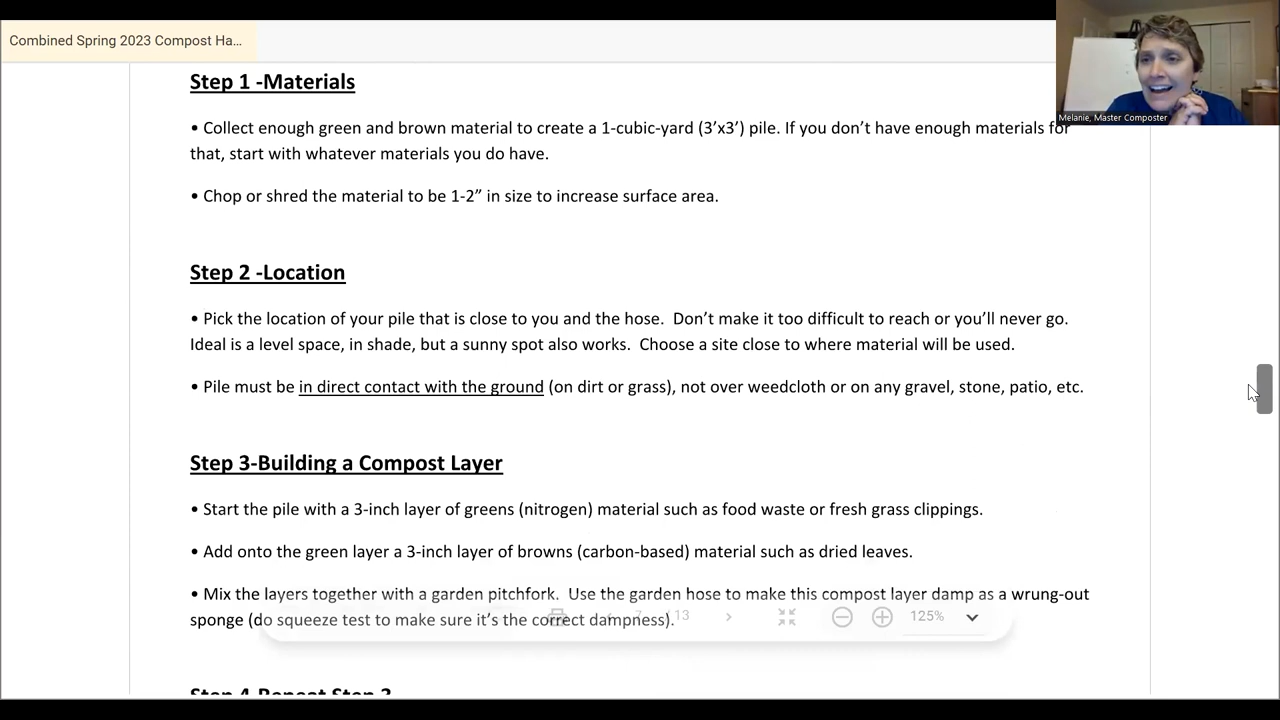 Combined Spring 2023 Compost Ha...
Melanie, Master Composter
Step 1 -Materials
• Collect enough green and brown material to create a 1-cubic-yard (3’x3’) pile. If you don’t have enough materials for
that, start with whatever materials you do have.
• Chop or shred the material to be 1-2” in size to increase surface area.
Step 2 -Location
• Pick the location of your pile that is close to you and the hose.  Don’t make it too difficult to reach or you’ll never go.
Ideal is a level space, in shade, but a sunny spot also works.  Choose a site close to where material will be used.
• Pile must be in direct contact with the ground (on dirt or grass), not over weedcloth or on any gravel, stone, patio, etc.
Step 3-Building a Compost Layer
• Start the pile with a 3-inch layer of greens (nitrogen) material such as food waste or fresh grass clippings.
• Add onto the green layer a 3-inch layer of browns (carbon-based) material such as dried leaves.
• Mix the layers together with a garden pitchfork.  Use the garden hose to make this compost layer damp as a wrung-out
sponge (do squeeze test to make sure it’s the correct dampness).
7 / 13 125%
Step 4-Repeat Step 3